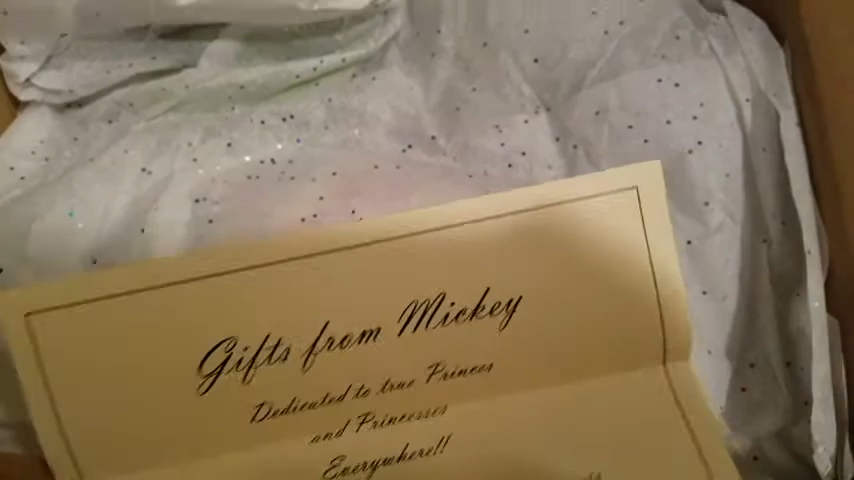 Gifts from Mickey
Dedicated to true Princes
and Princesses
Everywhere!!